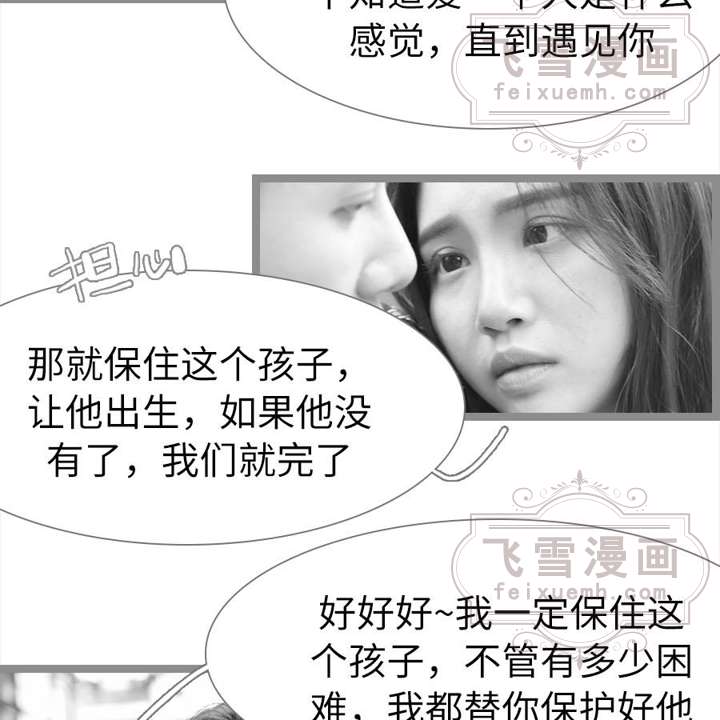 感觉，直到遇见你
飞雪漫画
feixuemh.com
担心
那就保住这个孩子，
让他出生，如果他没
有了，我们就完了
飞雪漫画
feixuemh.com
好好好~我一定保住这
个孩子，不管有多少困
难，我都替你保护好他